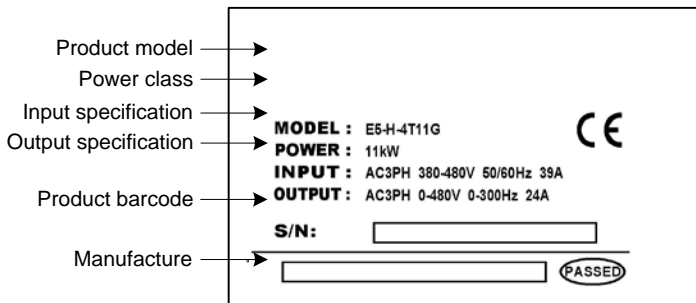 Product model
Power class
Input specification
Output specification
Product barcode
Manufacture
MODEL : E5-H-4T11G
POWER : 11kW
INPUT : AC3PH 380-480V 50/60Hz 39A
OUTPUT : AC3PH 0-480V 0-300Hz 24A
S/N:
CE
PASSED